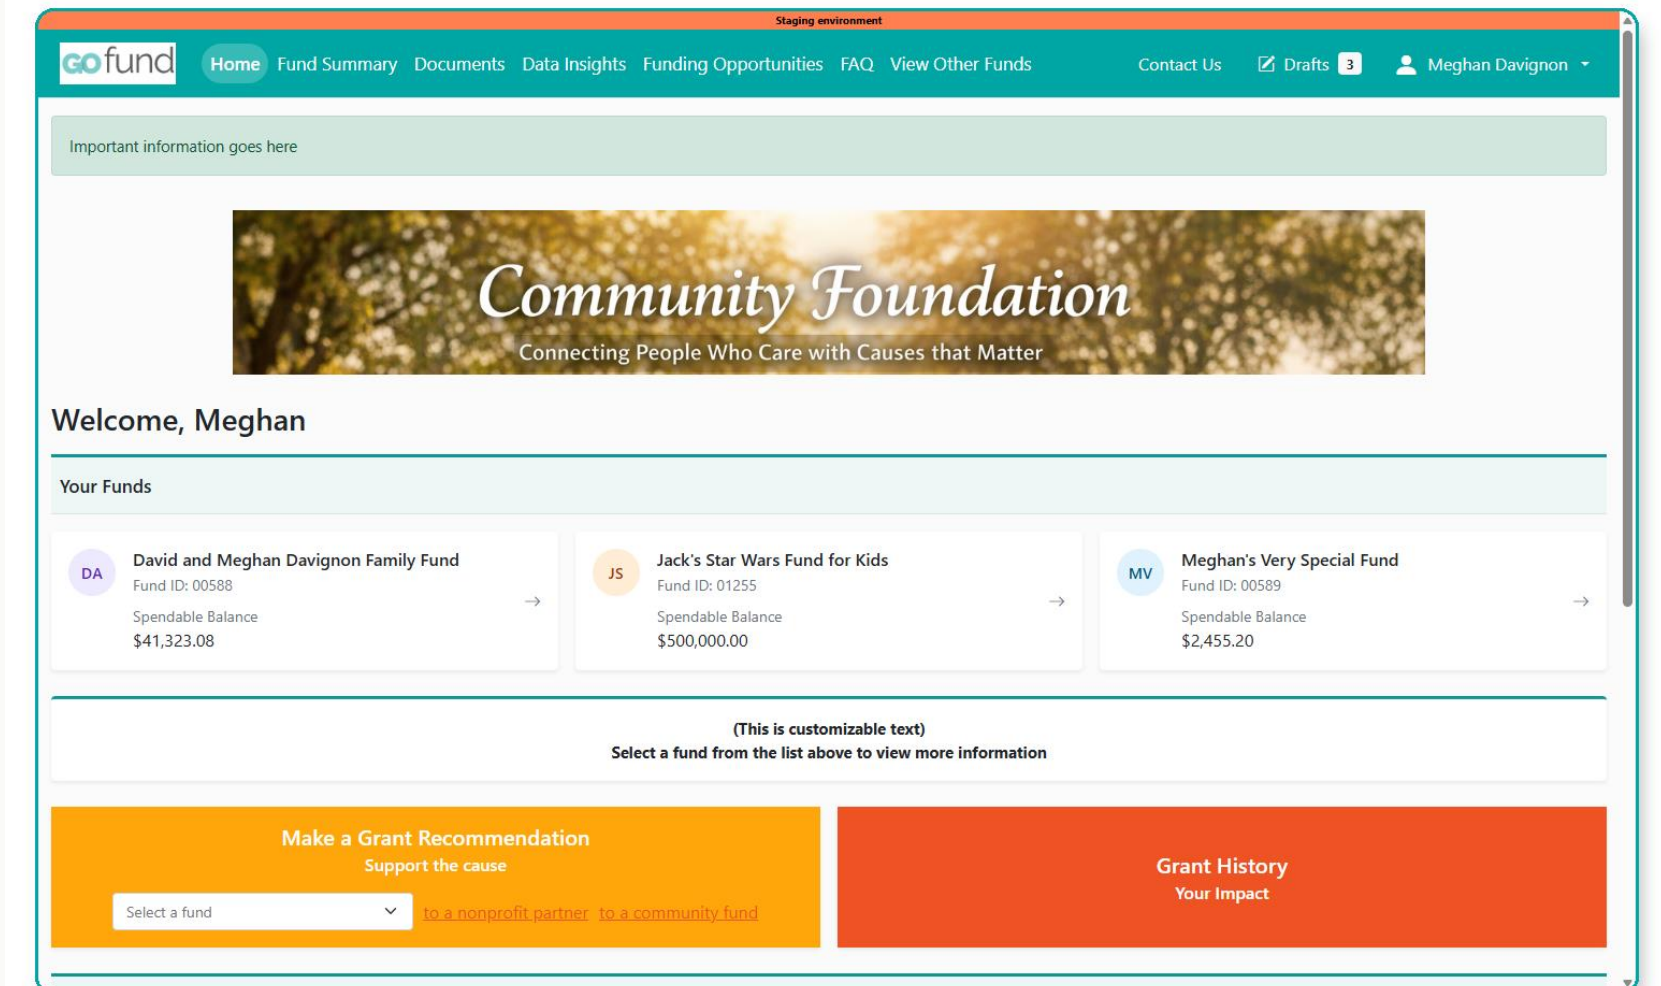 Staging environment
GOfund
Home Fund Summary Documents Data Insights Funding Opportunities FAQ View Other Funds Contact Us Drafts 3 Meghan Davignon
Important information goes here
Community Foundation
Connecting People Who Care with Causes that Matter
Welcome, Meghan
Your Funds
DA
David and Meghan Davignon Family Fund
Fund ID: 00588
Spendable Balance
$41,323.08
JS
Jack's Star Wars Fund for Kids
Fund ID: 01255
Spendable Balance
$500,000.00
MV
Meghan's Very Special Fund
Fund ID: 00589
Spendable Balance
$2,455.20
(This is customizable text)
Select a fund from the list above to view more information
Make a Grant Recommendation
Support the cause
Select a fund to a nonprofit partner to a community fund
Grant History
Your Impact